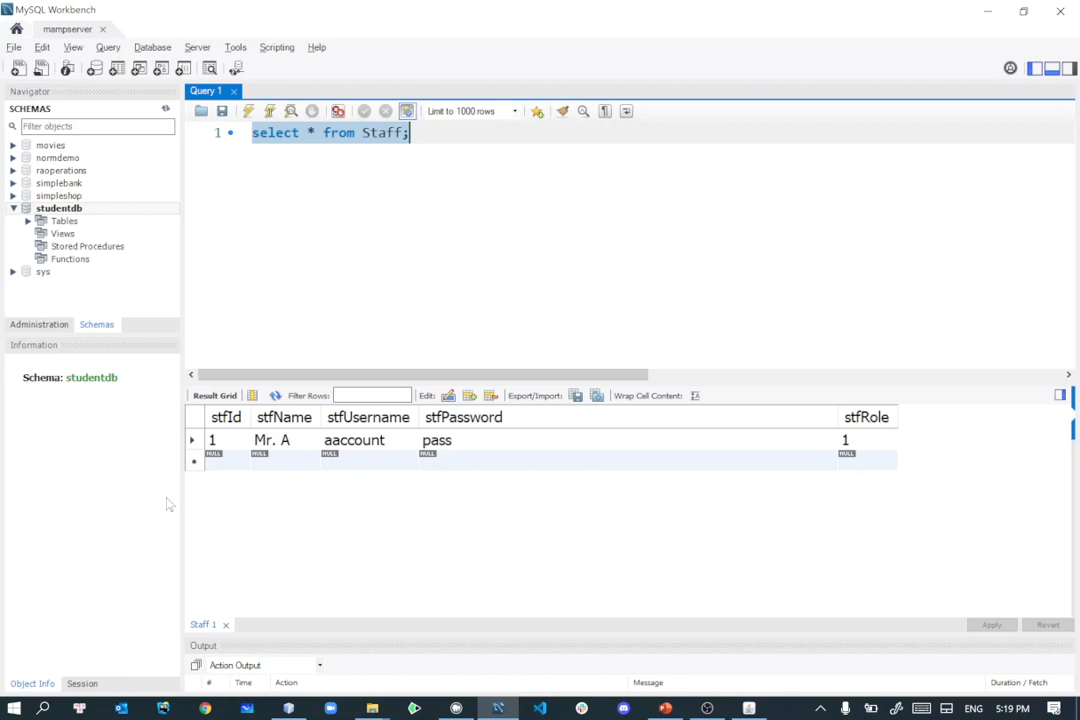 MySQL Workbench
mampserver
File Edit View Query Database Server Tools Scripting Help
Navigator
SCHEMAS
Filter objects
movies
normdemo
raoperations
simplebank
simpleshop
studentdb
Tables
Views
Stored Procedures
Functions
sys
Administration Schemas
Information
Schema: studentdb
Object Info Session
Query 1
Limit to 1000 rows
1 select * from Staff;
Result Grid Filter Rows: Edit: Export/Import: Wrap Cell Content:
stfId stfName stfUsername stfPassword stfRole
1 Mr. A aaccount pass 1
NULL NULL NULL NULL NULL
Staff 1 Apply Revert
Output
Action Output
# Time Action Message Duration / Fetch
ENG 5:19 PM